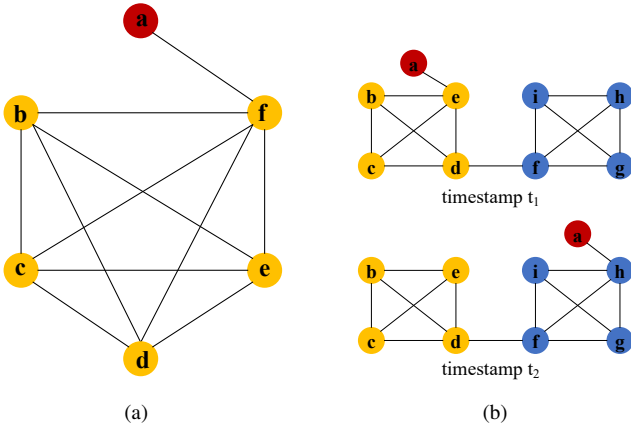 a
b
f
c
e
d
(a)
a
b e i h
c d f g
timestamp t₁
a
b e i h
c d f g
timestamp t₂
(b)